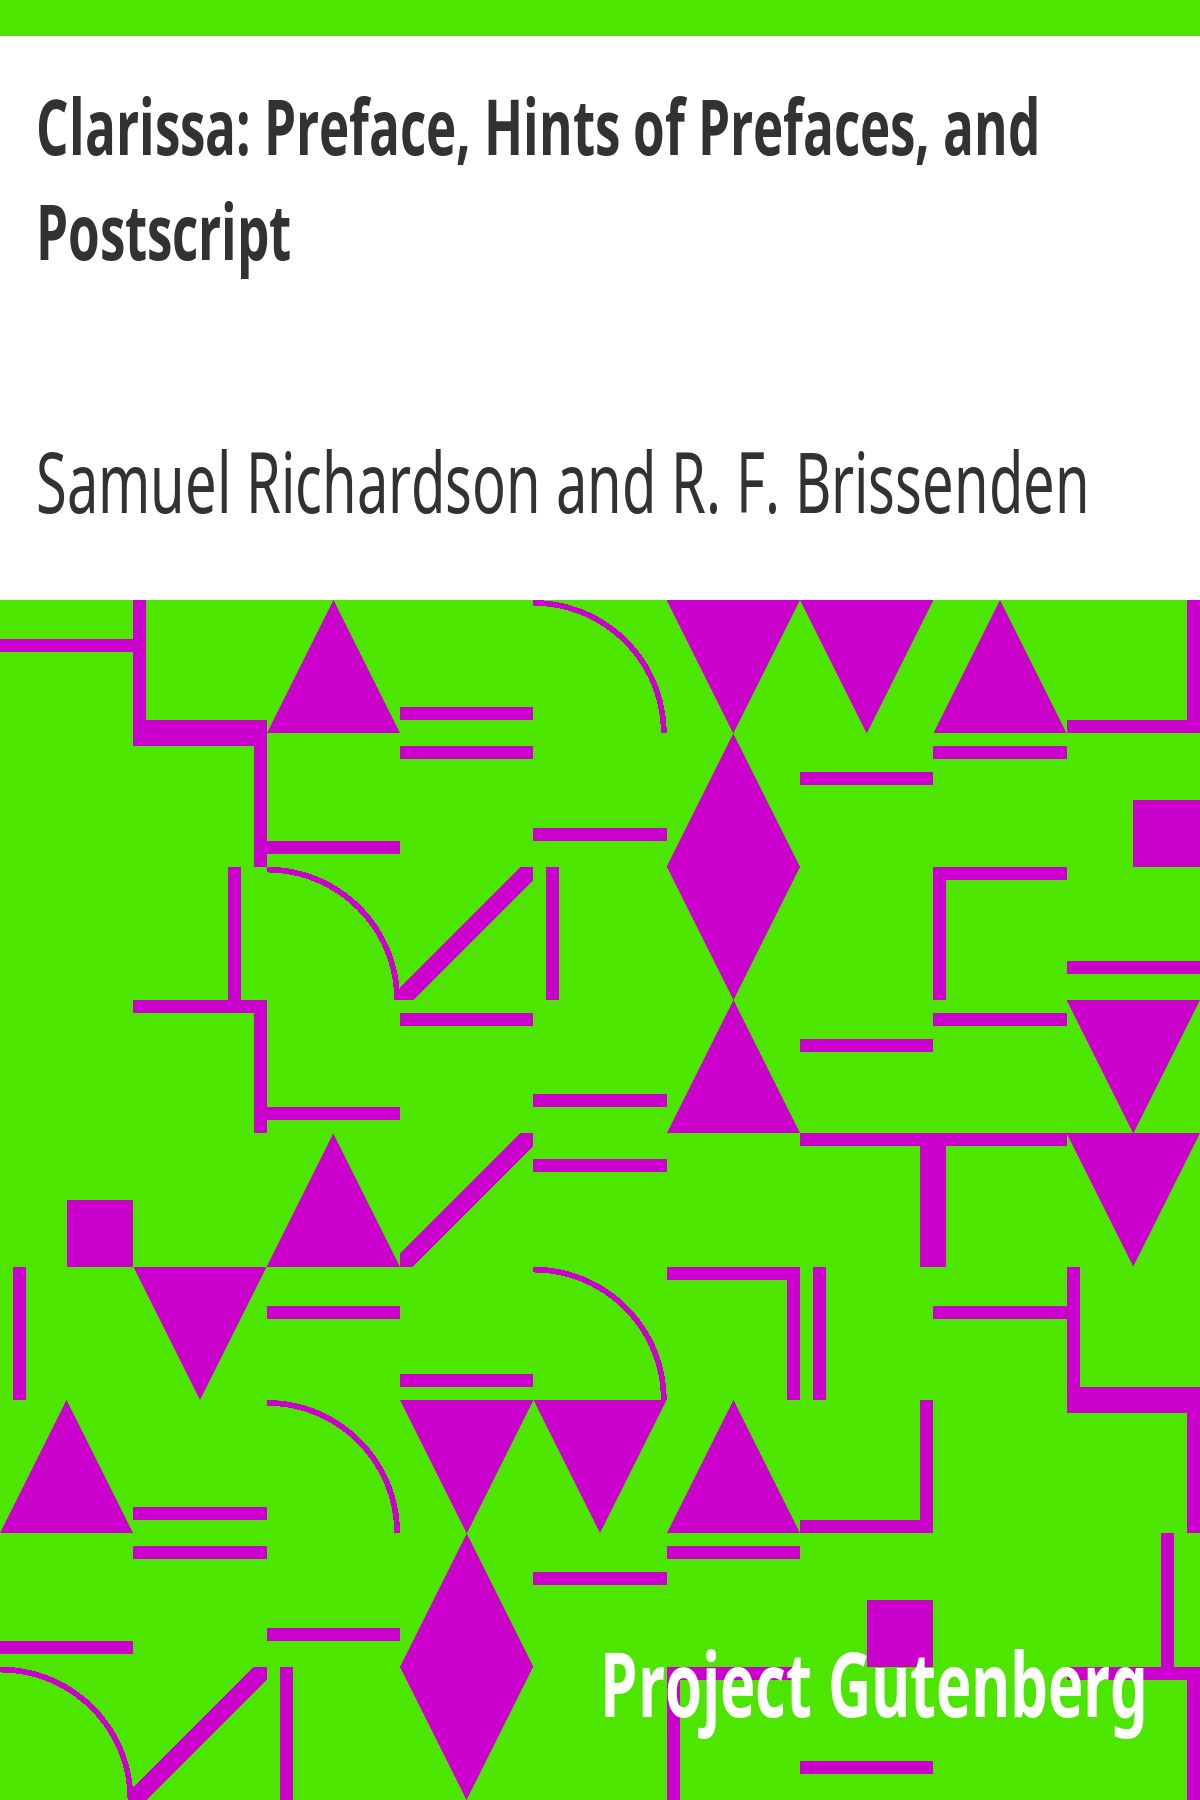 Clarissa: Preface, Hints of Prefaces, and
Postscript
Samuel Richardson and R. F. Brissenden
Project Gutenberg